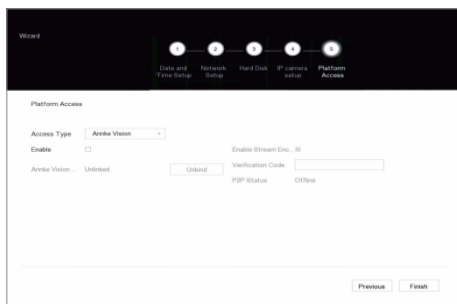 Wizard
1 2 3 4 5
Date and Time Setup
Network Setup
Hard Disk
IP camera setup
Platform Access
Platform Access
Access Type Annke Vision
Enable Enable Stream Enc...
Annke Vision ... Unlinked Unbind Verification Code
P2P Status Offline
Previous Finish